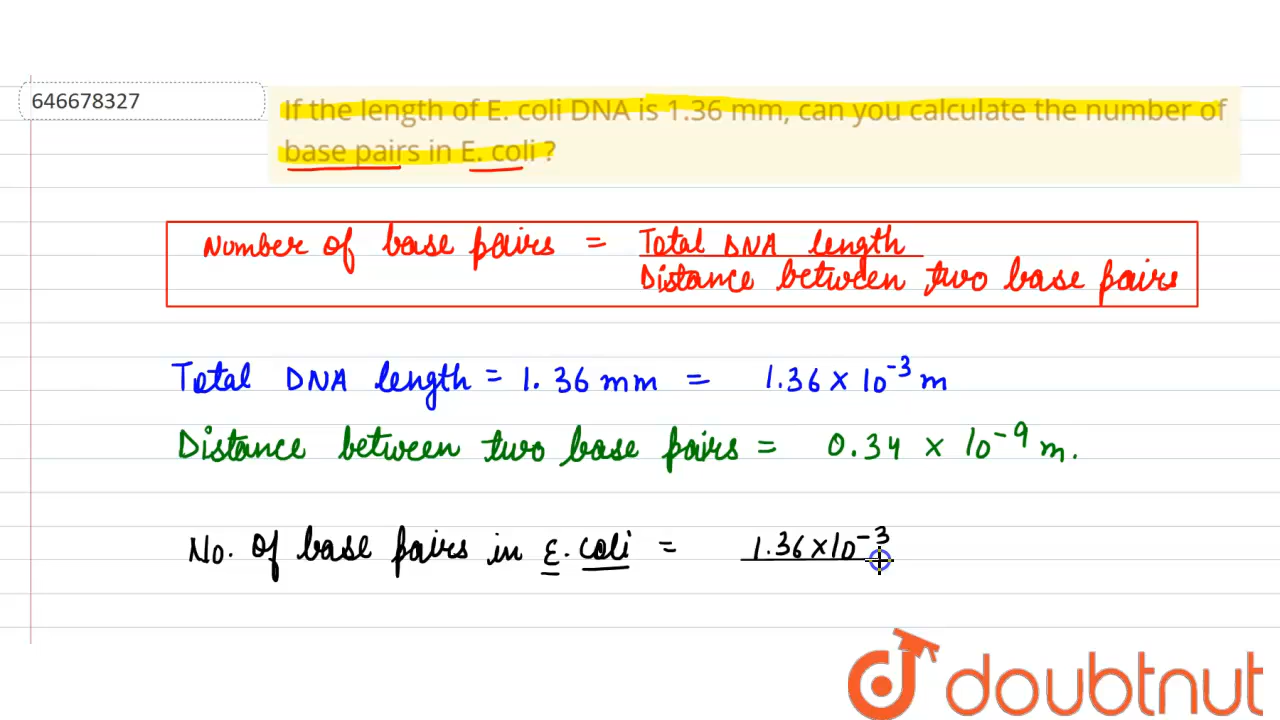 646678327
If the length of E. coli DNA is 1.36 mm, can you calculate the number of
base pairs in E. coli ?
Number of base pairs = Total DNA length
Distance between two base pairs
Total DNA length = 1.36 mm = 1.36 × 10⁻³ m
Distance between two base pairs = 0.34 × 10⁻⁹ m.
No. of base pairs in E. coli = 1.36 × 10⁻³
doubtnut